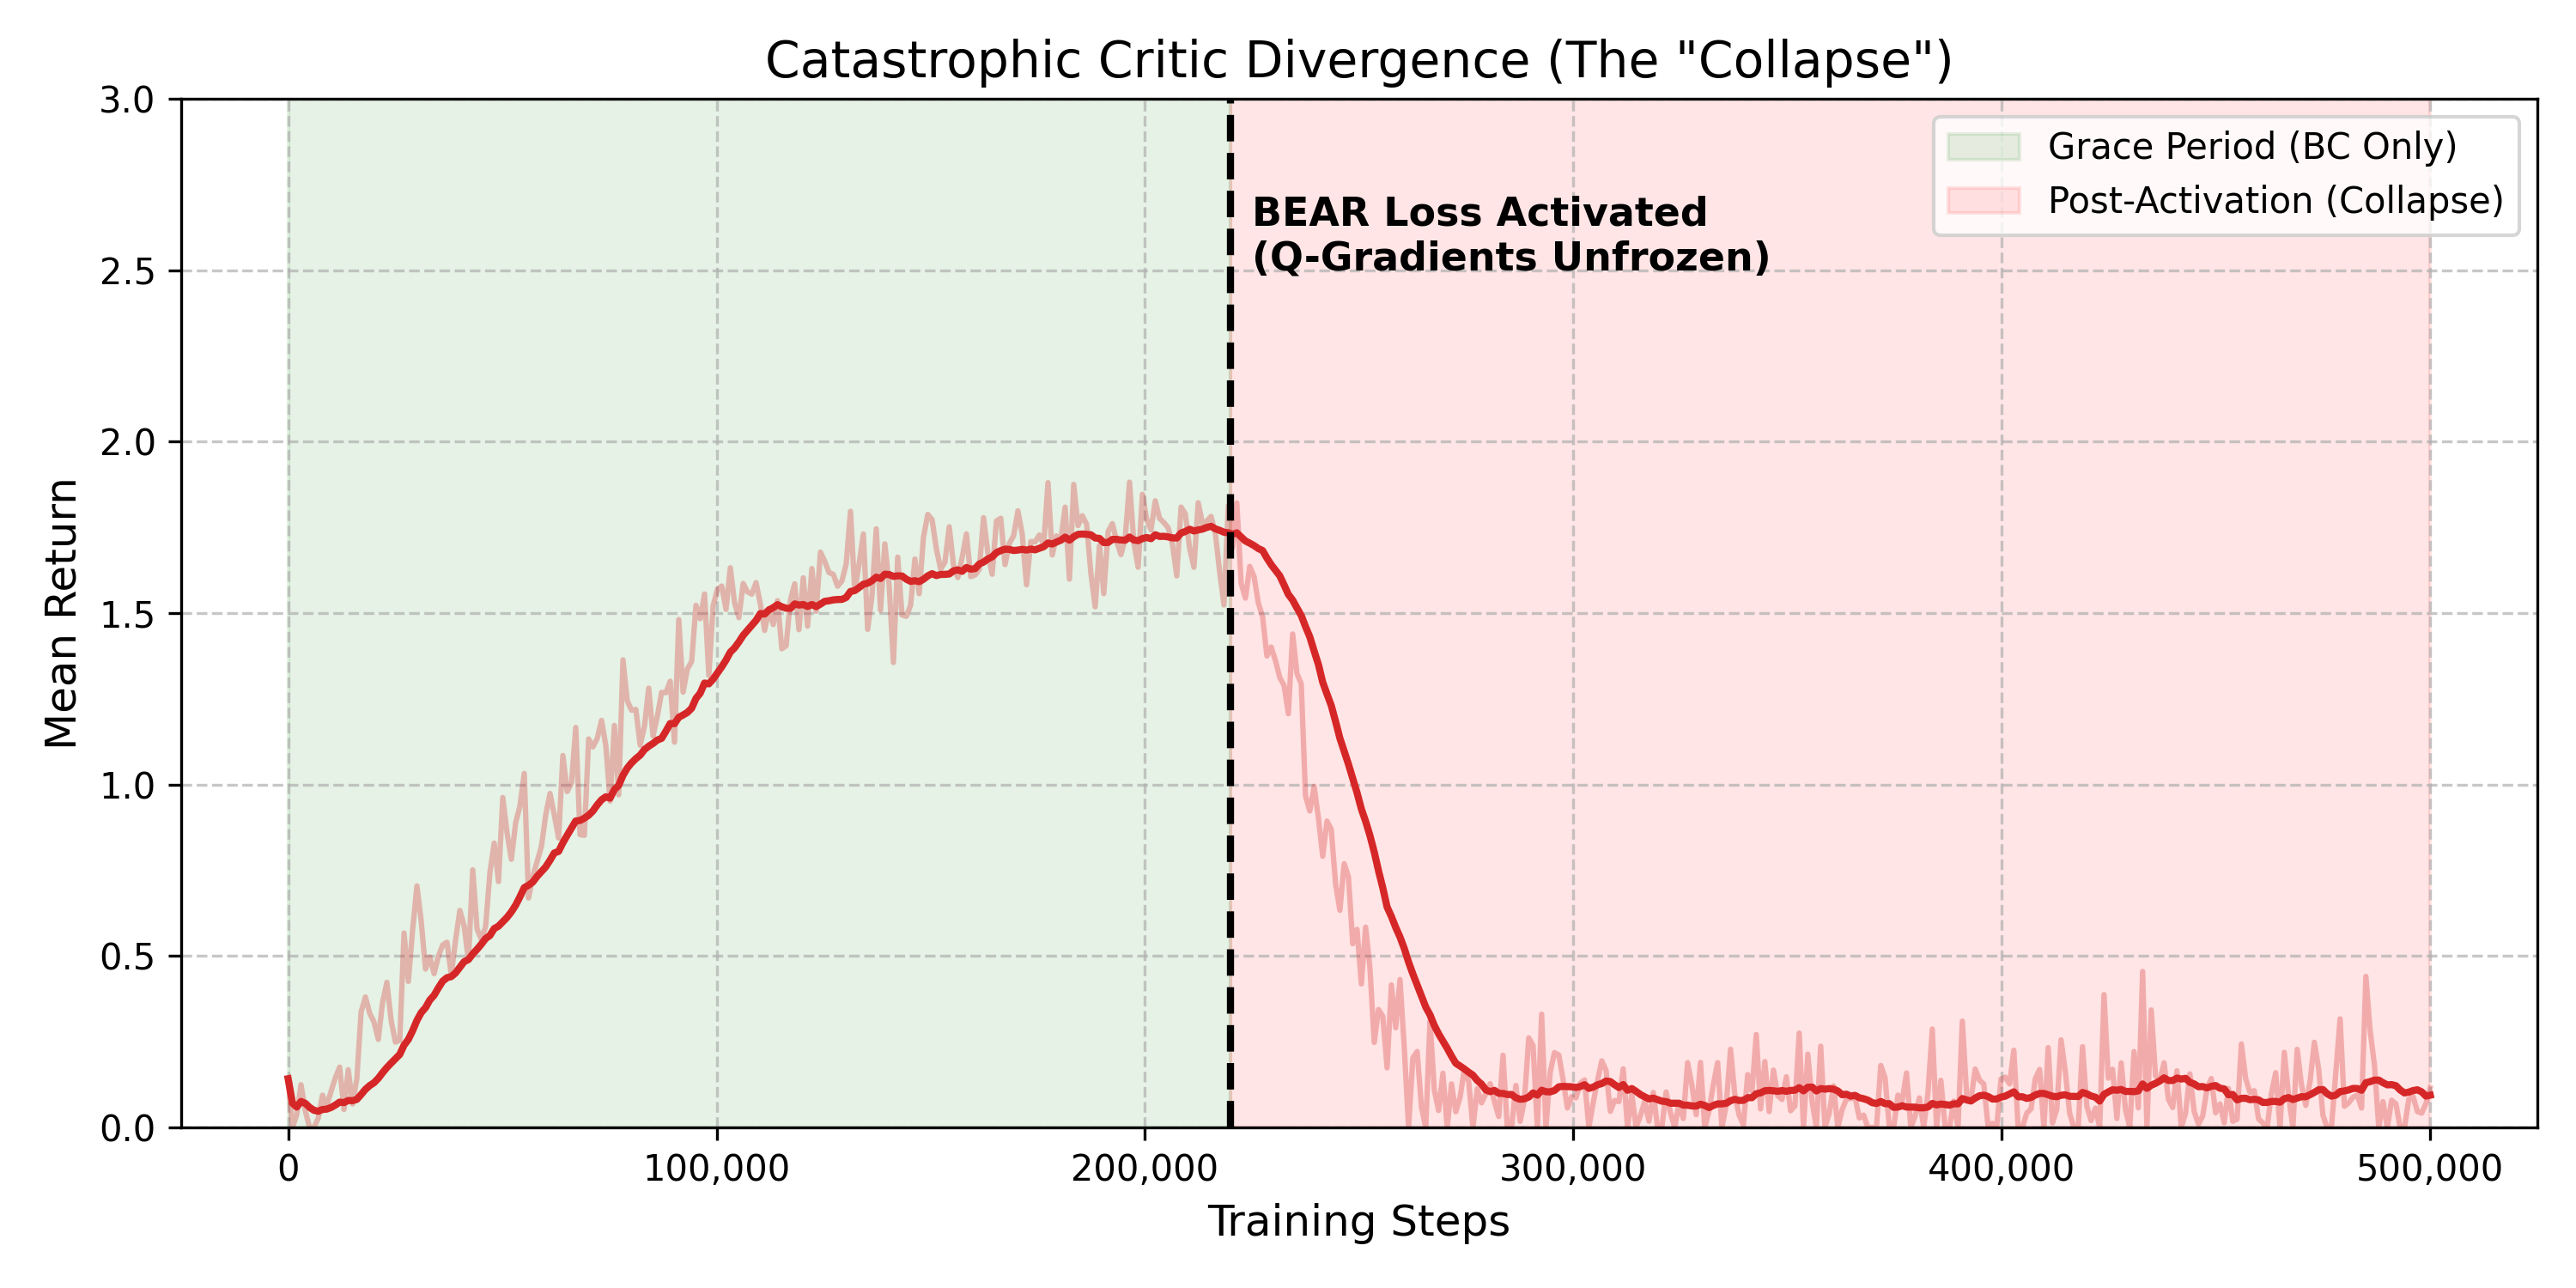 Catastrophic Critic Divergence (The "Collapse")
3.0
2.5
2.0
1.5
1.0
0.5
0.0
Mean Return
Grace Period (BC Only)
Post-Activation (Collapse)
BEAR Loss Activated
(Q-Gradients Unfrozen)
0
100,000
200,000
300,000
400,000
500,000
Training Steps